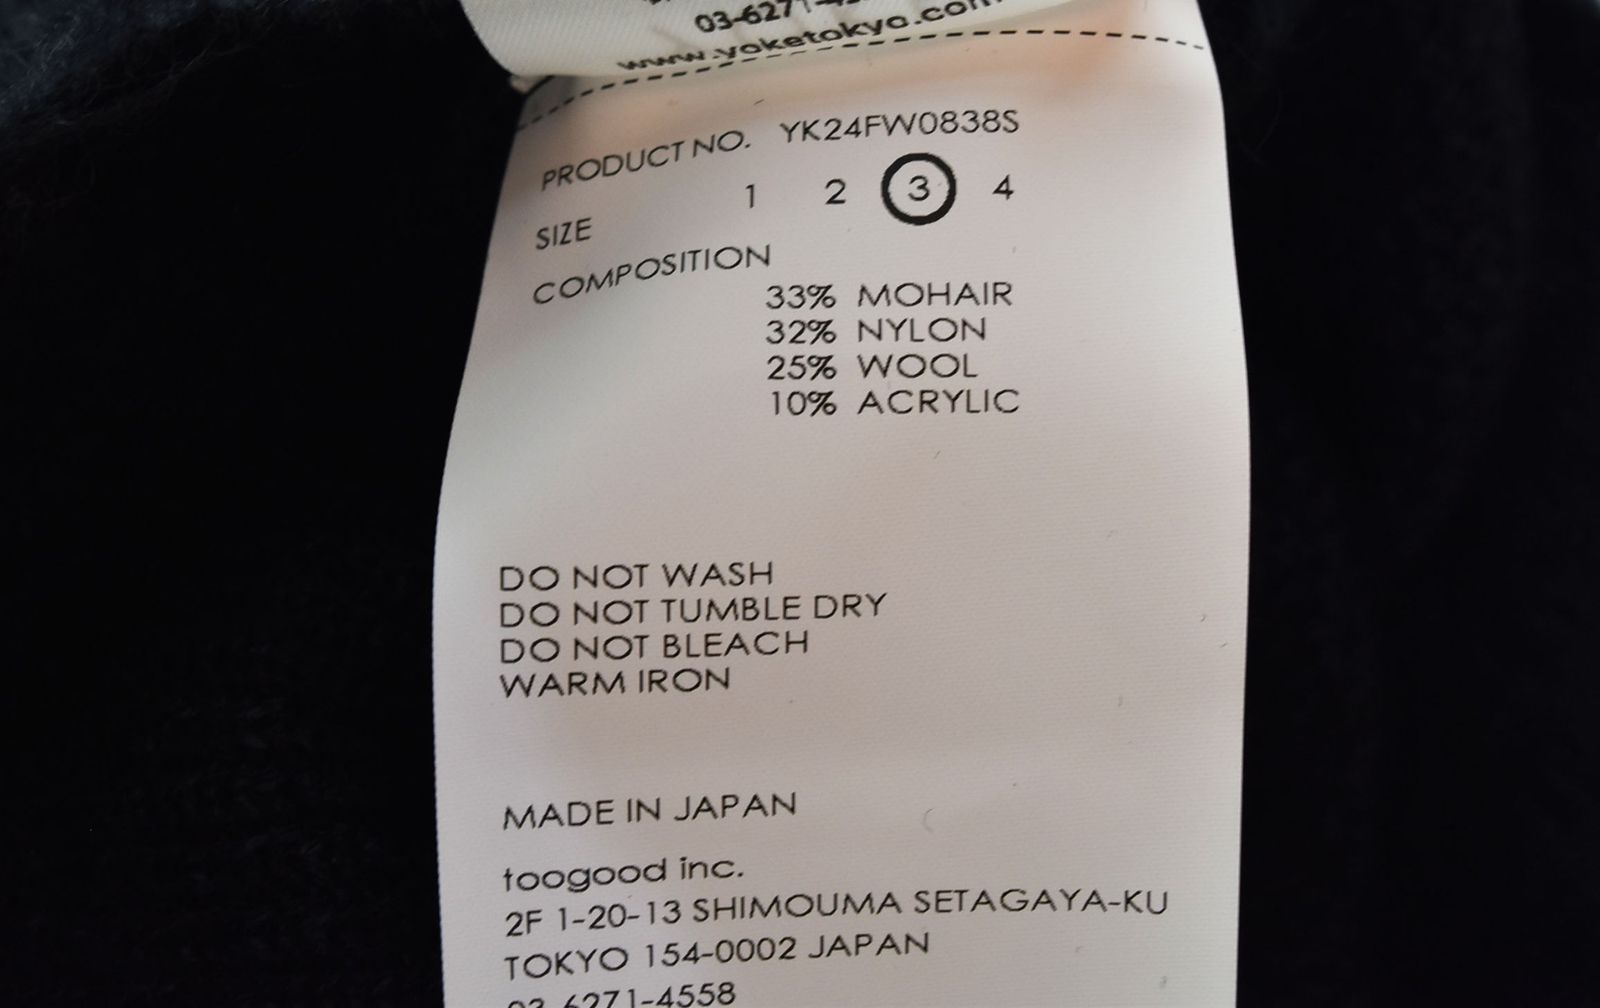 www.yoketokyo.com
PRODUCT NO. YK24FW0838S
SIZE 1 2 3 4
COMPOSITION
33% MOHAIR
32% NYLON
25% WOOL
10% ACRYLIC
DO NOT WASH
DO NOT TUMBLE DRY
DO NOT BLEACH
WARM IRON
MADE IN JAPAN
toogood inc.
2F 1-20-13 SHIMOUMA SETAGAYA-KU
TOKYO 154-0002 JAPAN
03-6271-4558